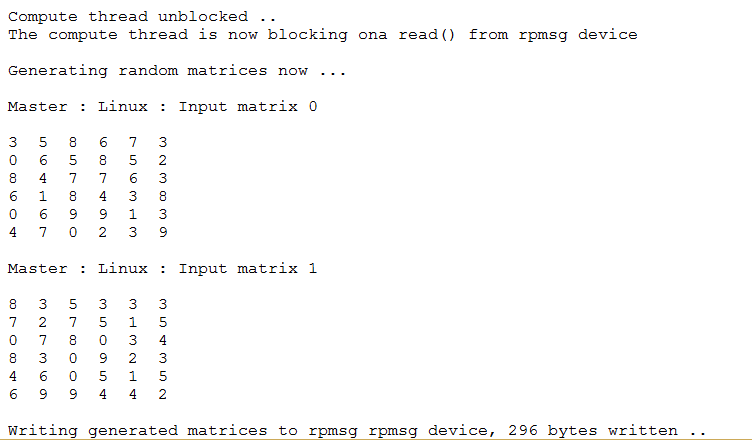 Compute thread unblocked ..
The compute thread is now blocking ona read() from rpmsg device
Generating random matrices now ...
Master : Linux : Input matrix 0
3 5 8 6 7 3
0 6 5 8 5 2
8 4 7 7 6 3
6 1 8 4 3 8
0 6 9 9 1 3
4 7 0 2 3 9
Master : Linux : Input matrix 1
8 3 5 3 3 3
7 2 7 5 1 5
0 7 8 0 3 4
8 3 0 9 2 3
4 6 0 5 1 5
6 9 9 4 4 2
Writing generated matrices to rpmsg rpmsg device, 296 bytes written ..